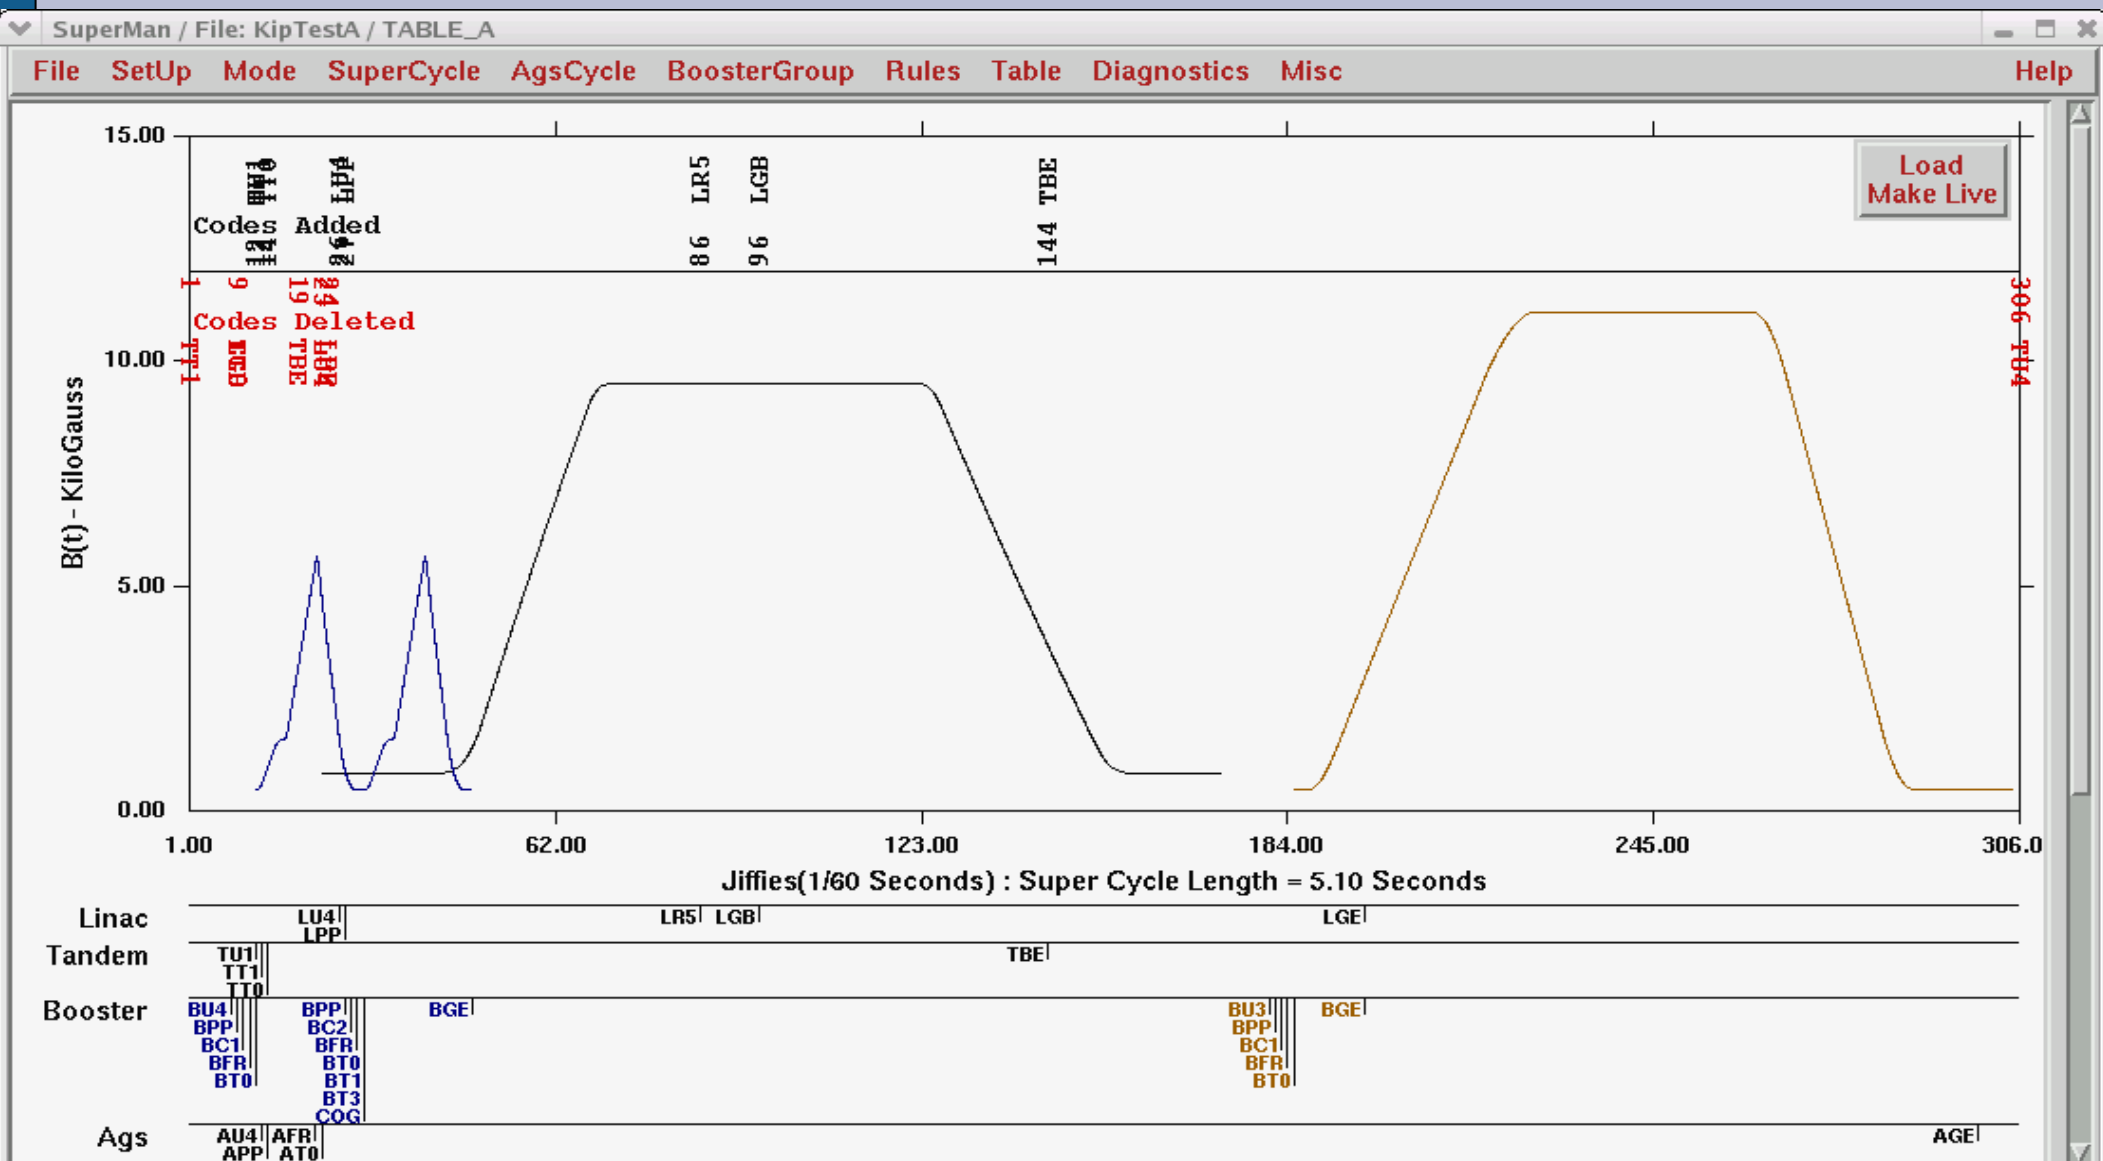 SuperMan / File: KipTestA / TABLE_A
File SetUp Mode SuperCycle AgsCycle BoosterGroup Rules Table Diagnostics Misc Help
15.00
LR5 LGB TBE
Load
Make Live
Codes Added
86 96 144
1 9 19 306 TU4
Codes Deleted
10.00
TT1 TBE
B(t) - KiloGauss
5.00
0.00
1.00 62.00 123.00 184.00 245.00 306.0
Jiffies(1/60 Seconds) : Super Cycle Length = 5.10 Seconds
Linac LU4 LR5 LGB LGE
LPP
Tandem TU1 TBE
TT1
TT0
Booster BU4 BPP BGE BU3 BGE
BPP BC2 BPP
BC1 BFR BC1
BFR BT0 BFR
BT0 BT1 BT0
BT3
COG
Ags AU4 AFR AGE
APP AT0